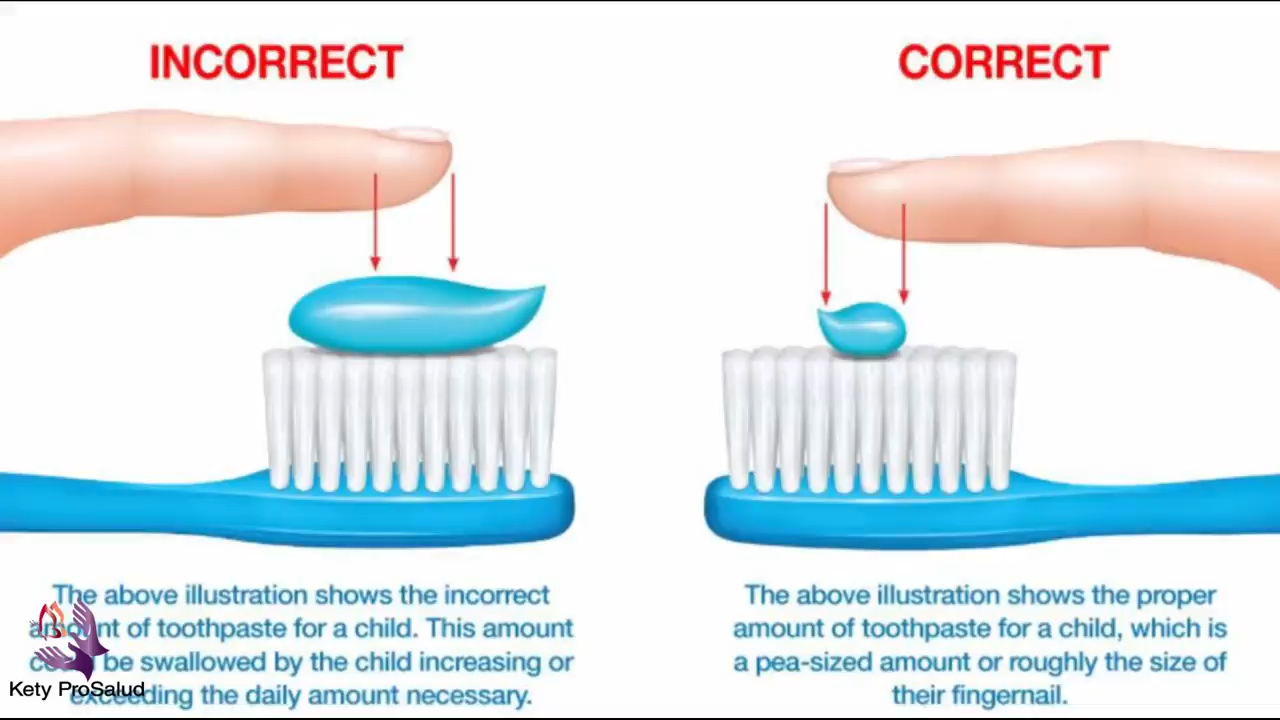 INCORRECT
The above illustration shows the incorrect
amount of toothpaste for a child. This amount
be swallowed by the child increasing or
exceeding the daily amount necessary.
Kety ProSalud
CORRECT
The above illustration shows the proper
amount of toothpaste for a child, which is
a pea-sized amount or roughly the size of
their fingernail.